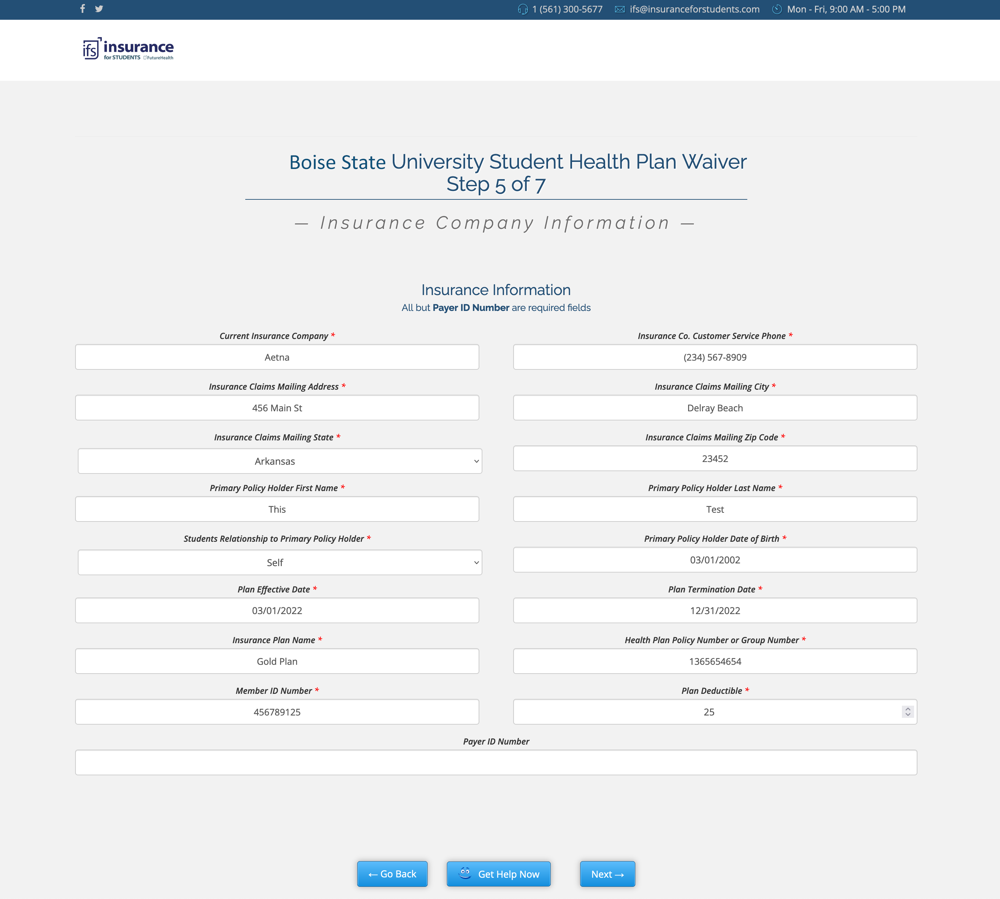 1 (561) 300-5677 ifs@insuranceforstudents.com Mon - Fri, 9:00 AM - 5:00 PM
ifs insurance
for STUDENTS FutureHealth
Boise State University Student Health Plan Waiver
Step 5 of 7
— Insurance Company Information —
Insurance Information
All but Payer ID Number are required fields
Current Insurance Company * Insurance Co. Customer Service Phone *
Aetna (234) 567-8909
Insurance Claims Mailing Address * Insurance Claims Mailing City *
456 Main St Delray Beach
Insurance Claims Mailing State * Insurance Claims Mailing Zip Code *
Arkansas 23452
Primary Policy Holder First Name * Primary Policy Holder Last Name *
This Test
Students Relationship to Primary Policy Holder * Primary Policy Holder Date of Birth *
Self 03/01/2002
Plan Effective Date * Plan Termination Date *
03/01/2022 12/31/2022
Insurance Plan Name * Health Plan Policy Number or Group Number *
Gold Plan 1365654654
Member ID Number * Plan Deductible *
456789125 25
Payer ID Number
← Go Back Get Help Now Next →